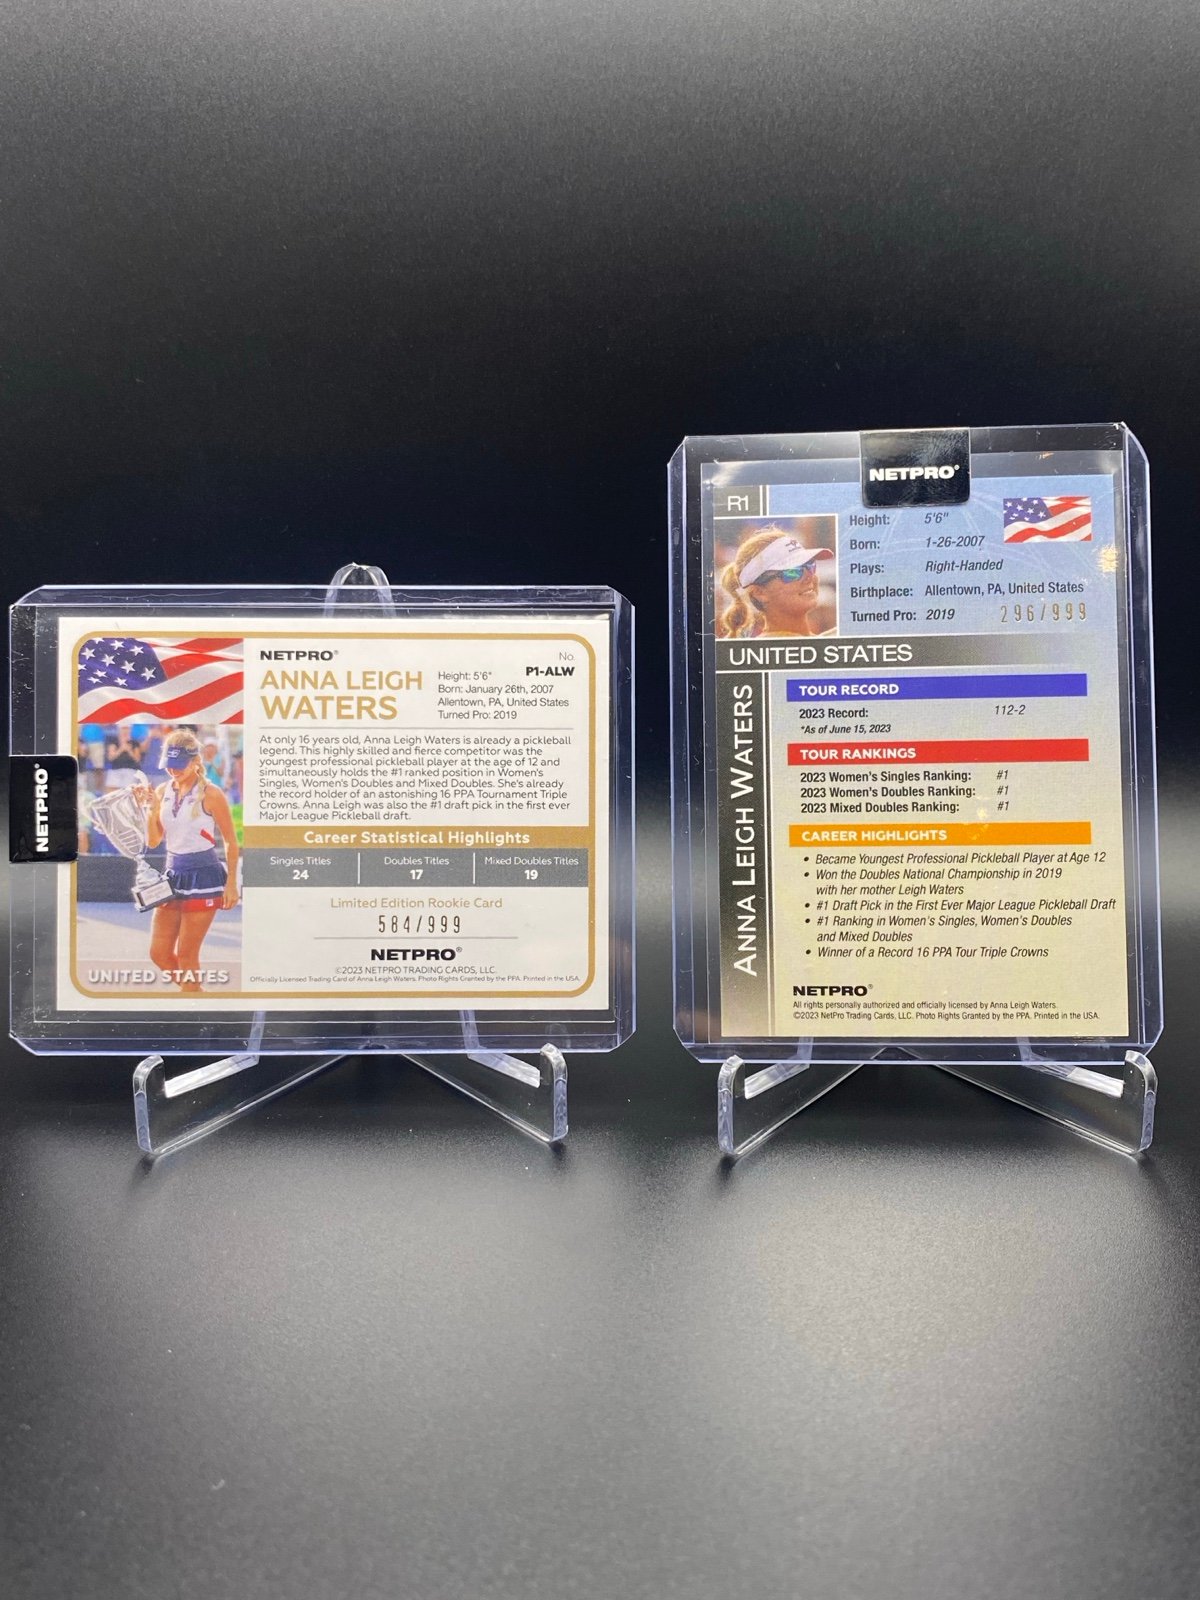 NETPRO®
NETPRO®
No.
P1-ALW
ANNA LEIGH
WATERS
Height: 5'6"
Born: January 26th, 2007
Allentown, PA, United States
Turned Pro: 2019
At only 16 years old, Anna Leigh Waters is already a pickleball
legend. This highly skilled and fierce competitor was the
youngest professional pickleball player at the age of 12 and
simultaneously holds the #1 ranked position in Women's
Singles, Women's Doubles and Mixed Doubles. She's already
the record holder of an astonishing 16 PPA Tournament Triple
Crowns. Anna Leigh was also the #1 draft pick in the first ever
Major League Pickleball draft.
Career Statistical Highlights
Singles Titles
24
Doubles Titles
17
Mixed Doubles Titles
19
Limited Edition Rookie Card
584/999
NETPRO®
©2023 NETPRO TRADING CARDS, LLC.
Officially Licensed Trading Card of Anna Leigh Waters. Photo Rights Granted by the PPA. Printed in the USA.
UNITED STATES
NETPRO®
R1
Height: 5'6"
Born: 1-26-2007
Plays: Right-Handed
Birthplace: Allentown, PA, United States
Turned Pro: 2019
296/999
UNITED STATES
ANNA LEIGH WATERS
TOUR RECORD
2023 Record: 112-2
*As of June 15, 2023
TOUR RANKINGS
2023 Women's Singles Ranking: #1
2023 Women's Doubles Ranking: #1
2023 Mixed Doubles Ranking: #1
CAREER HIGHLIGHTS
• Became Youngest Professional Pickleball Player at Age 12
• Won the Doubles National Championship in 2019
with her mother Leigh Waters
• #1 Draft Pick in the First Ever Major League Pickleball Draft
• #1 Ranking in Women's Singles, Women's Doubles
and Mixed Doubles
• Winner of a Record 16 PPA Tour Triple Crowns
NETPRO®
All rights personally authorized and officially licensed by Anna Leigh Waters.
©2023 NetPro Trading Cards, LLC. Photo Rights Granted by the PPA. Printed in the USA.